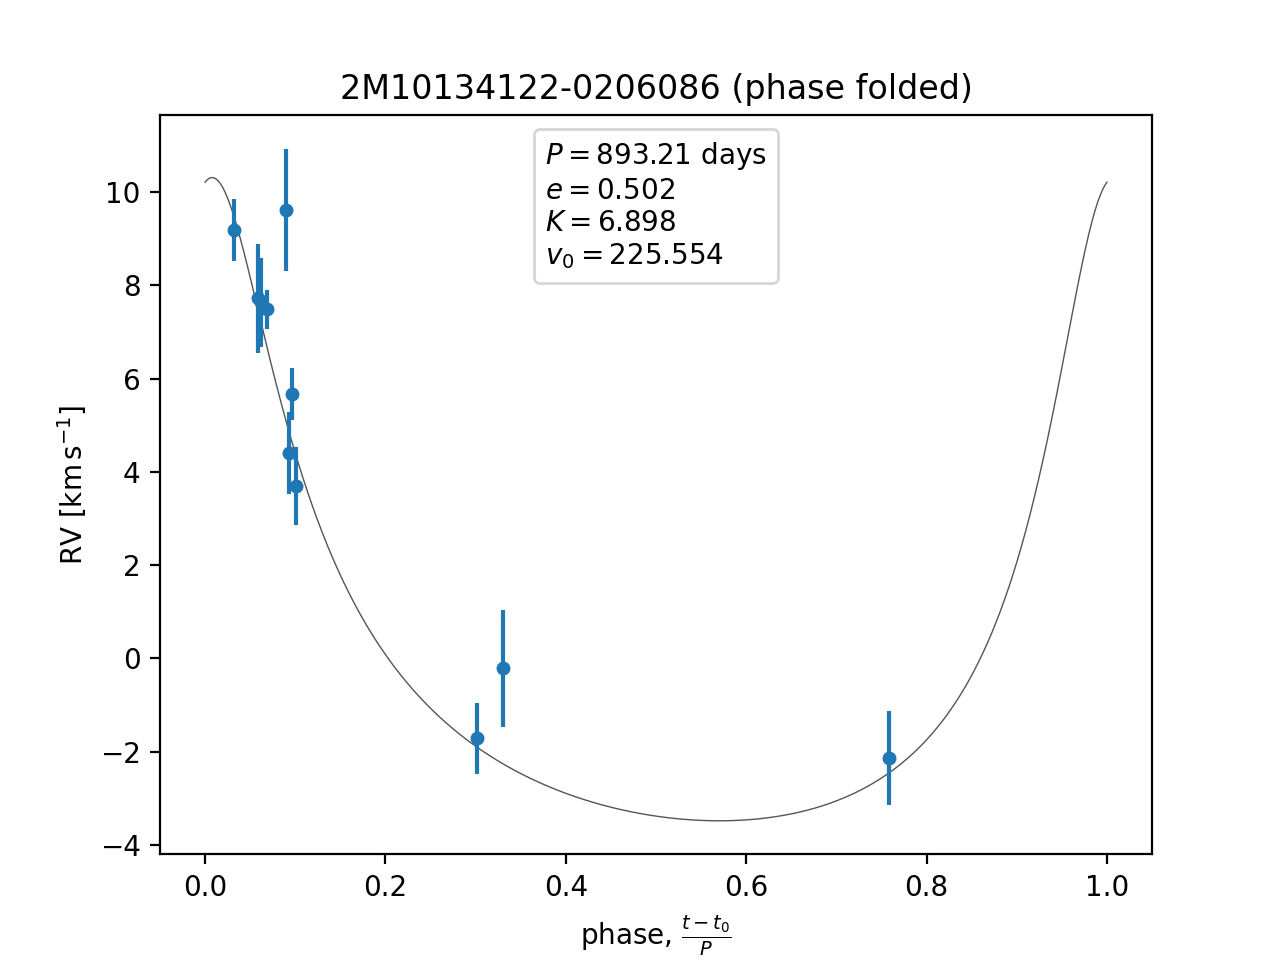 2M10134122-0206086 (phase folded)
P = 893.21 days
e = 0.502
K = 6.898
v₀ = 225.554
RV [km s⁻¹]
10
8
6
4
2
0
−2
−4
0.0 0.2 0.4 0.6 0.8 1.0
phase, (t − t₀)/P